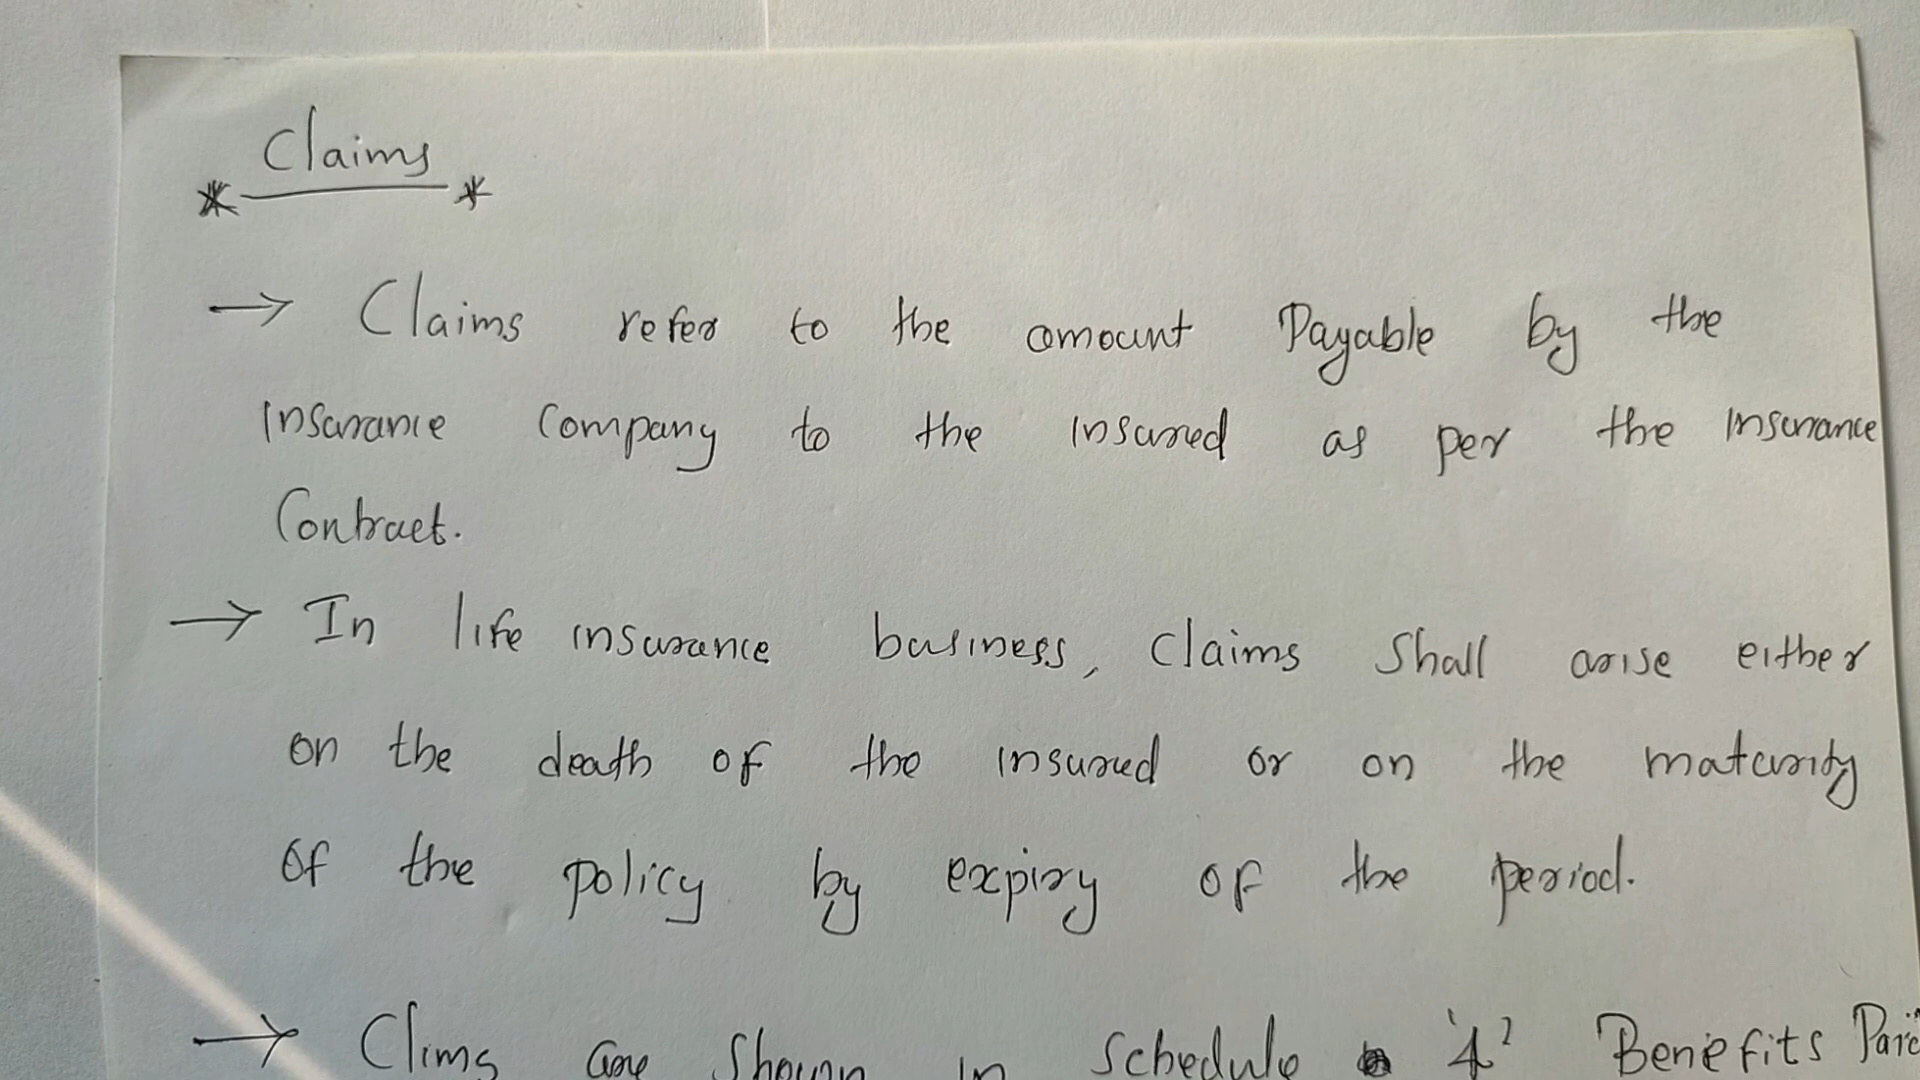 Claims
* *
→ Claims refer to the amount Payable by the
insurance Company to the insured as per the insurance
Contract.
→ In life insurance business, Claims Shall arise either
on the death of the insured or on the maturity
of the policy by expiry of the period.
→ Clims are Shown in Schedule '4' Benefits Paid